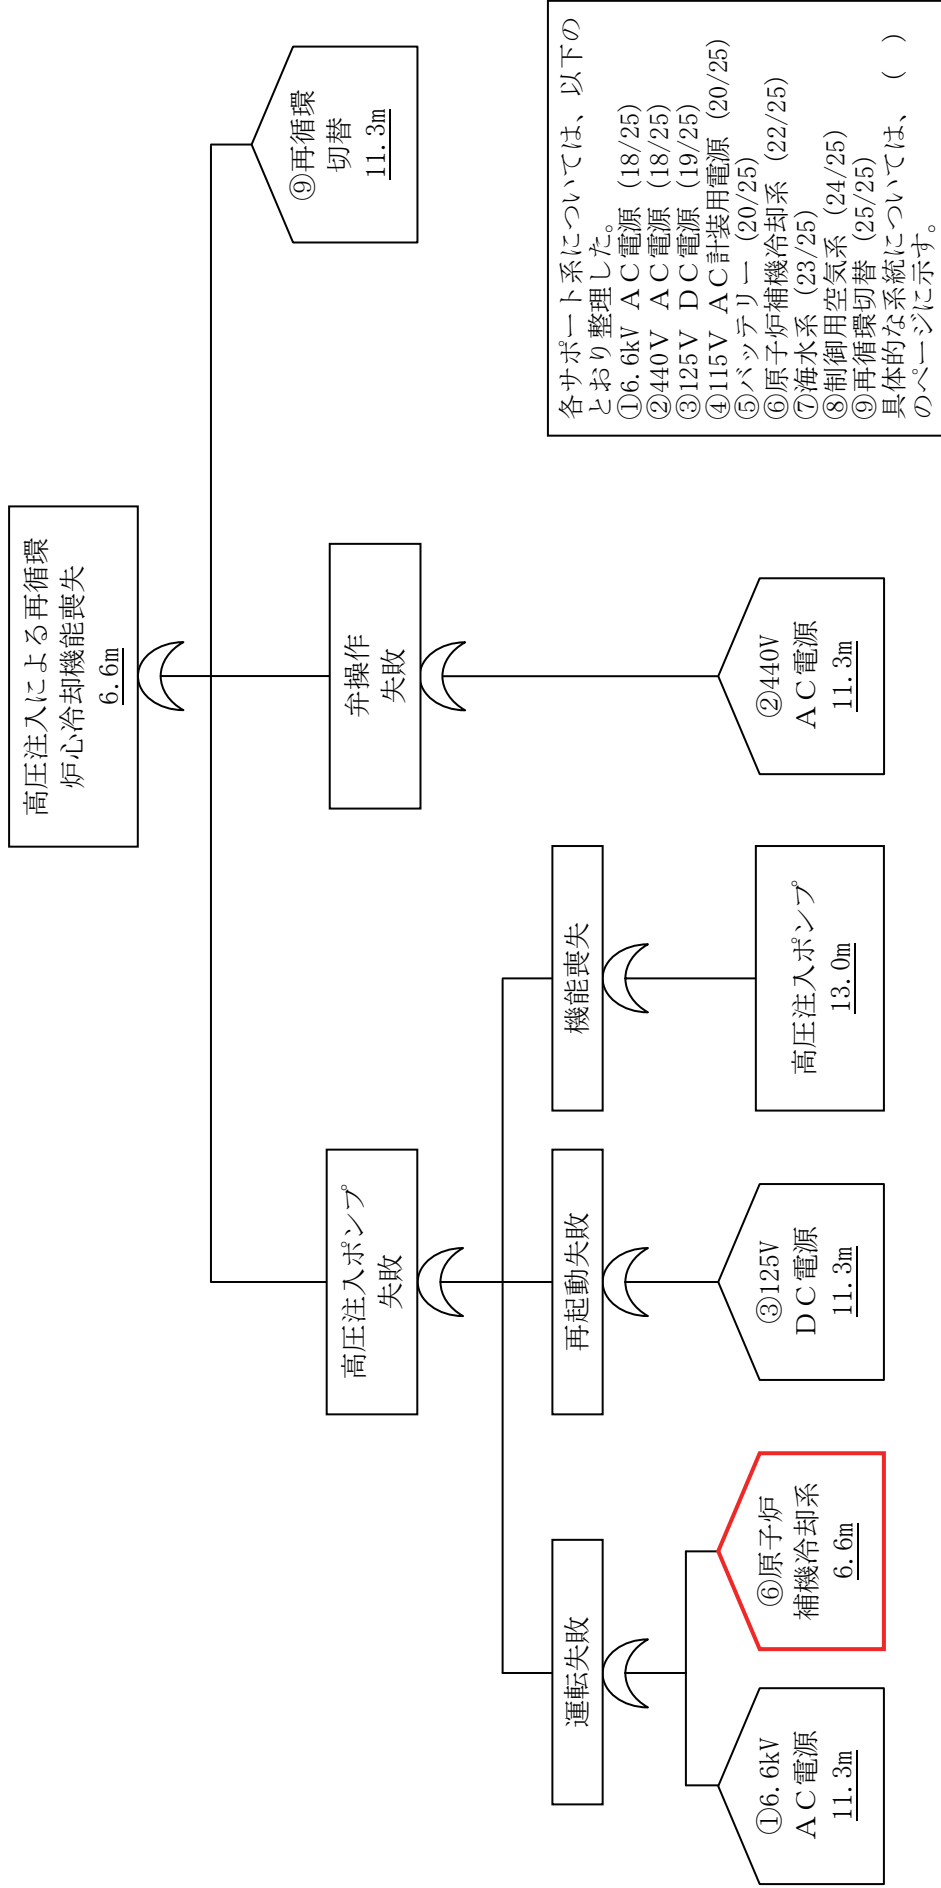 高圧注入による再循環
炉心冷却機能喪失
6.6m
高圧注入ポンプ
失敗
弁操作
失敗
⑨再循環
切替
11.3m
運転失敗
再起動失敗
機能喪失
①6.6kV
ＡＣ電源
11.3m
⑥原子炉
補機冷却系
6.6m
③125V
ＤＣ電源
11.3m
高圧注入ポンプ
13.0m
②440V
ＡＣ電源
11.3m
各サポート系については、以下の
とおり整理した。
①6.6kV ＡＣ電源 (18/25)
②440V ＡＣ電源 (18/25)
③125V ＤＣ電源 (19/25)
④115V ＡＣ計装用電源 (20/25)
⑤バッテリー (20/25)
⑥原子炉補機冷却系 (22/25)
⑦海水系 (23/25)
⑧制御用空気系 (24/25)
⑨再循環切替 (25/25)
具体的な系統については、( )
のページに示す。